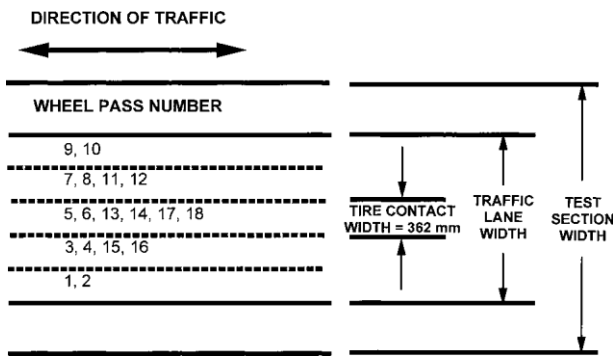 DIRECTION OF TRAFFIC
WHEEL PASS NUMBER
9, 10
7, 8, 11, 12
5, 6, 13, 14, 17, 18
3, 4, 15, 16
1, 2
TIRE CONTACT
WIDTH = 362 mm
TRAFFIC
LANE
WIDTH
TEST
SECTION
WIDTH